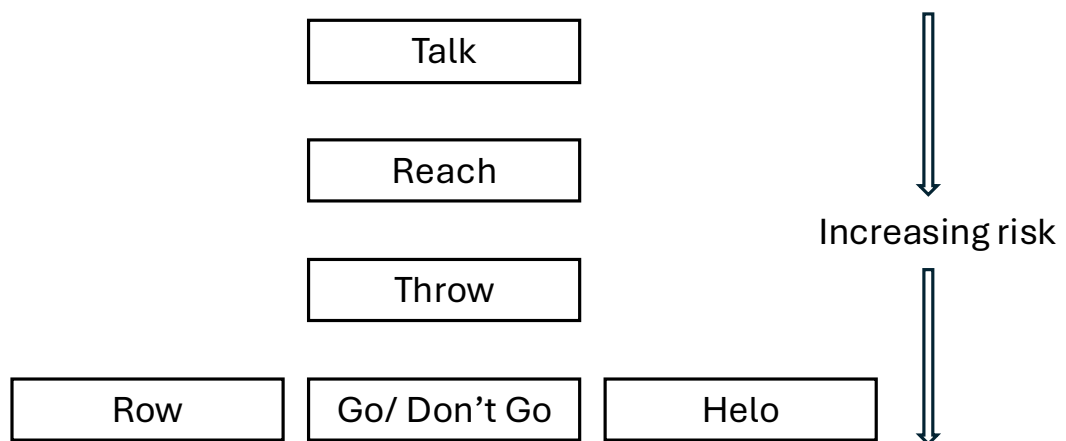 Talk
Reach
Increasing risk
Throw
Row
Go/ Don't Go
Helo